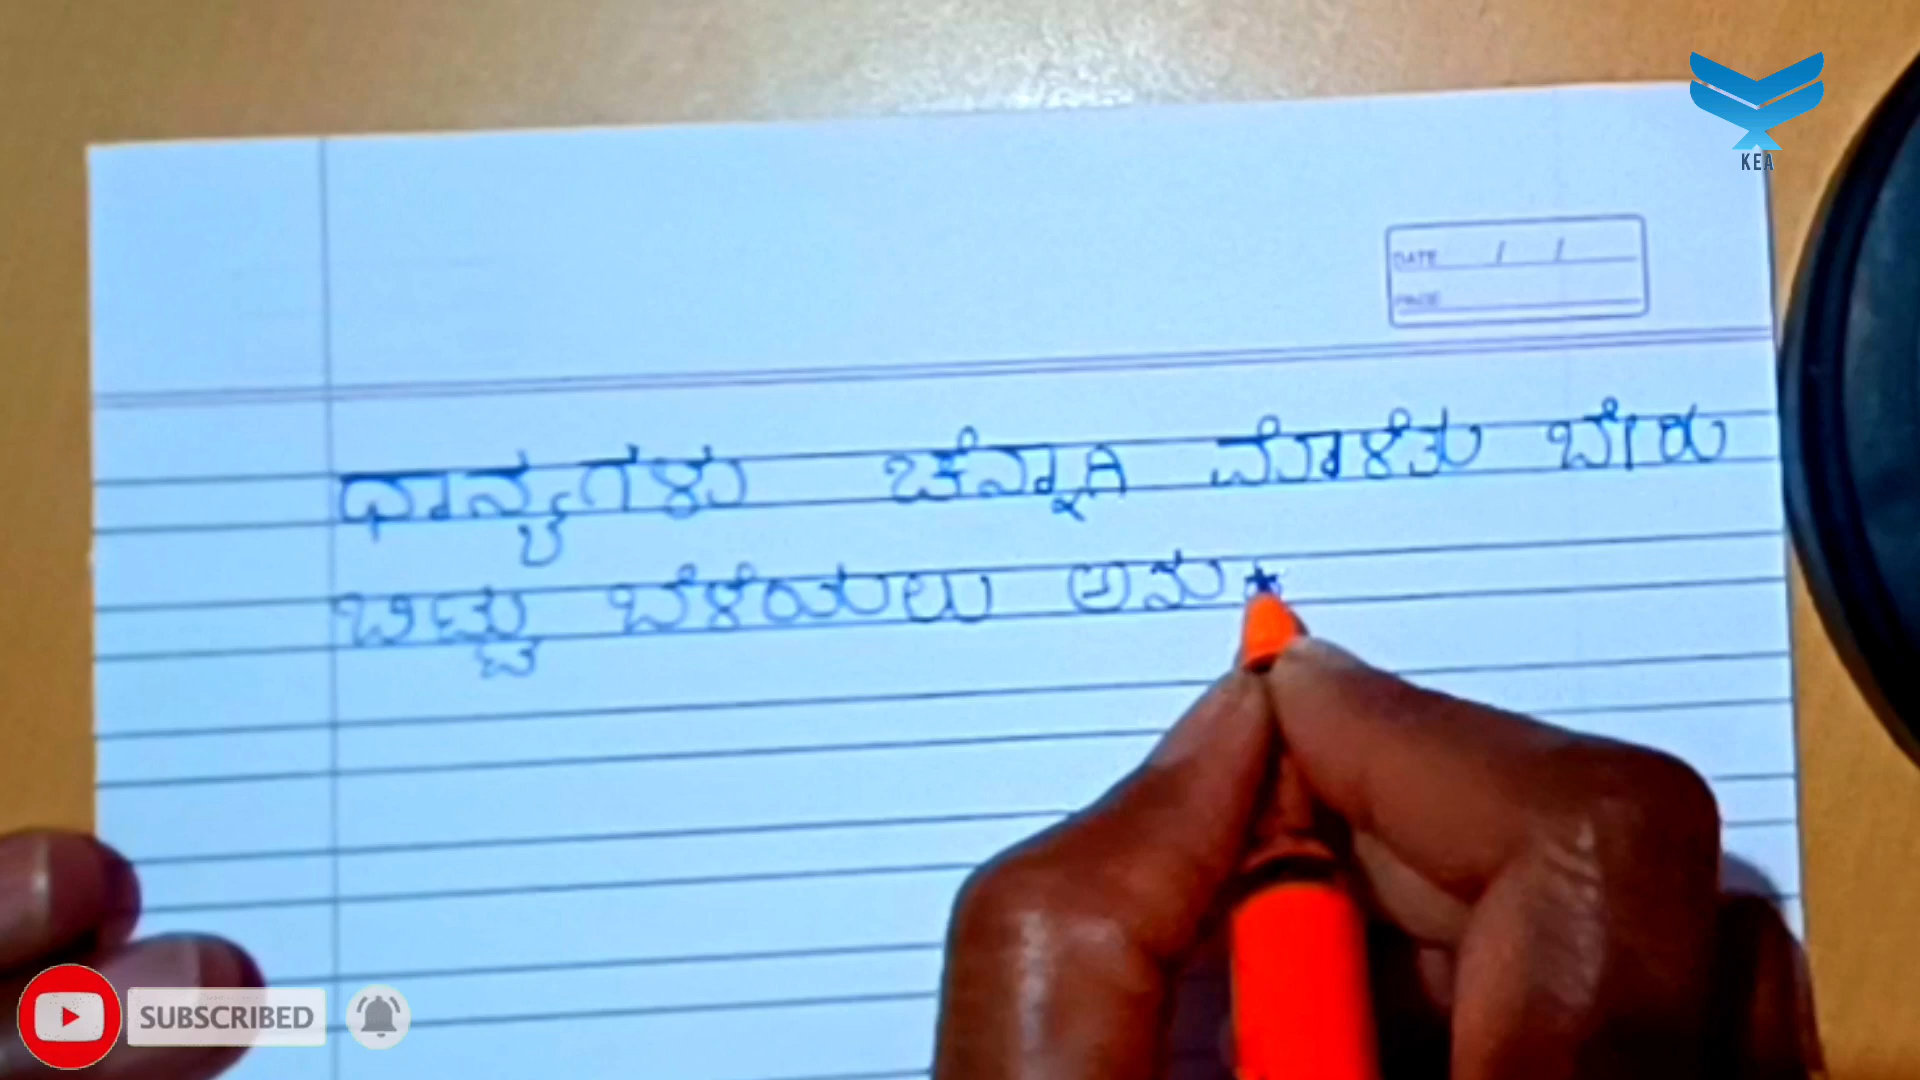 KEA
DATE / /
PAGE
ಧಾನ್ಯಗಳು ಚೆನ್ನಾಗಿ ಮೊಳೆತು ಬೇರು
ಬಿಟ್ಟು ಬೆಳೆಯಲು ಅನು
SUBSCRIBED